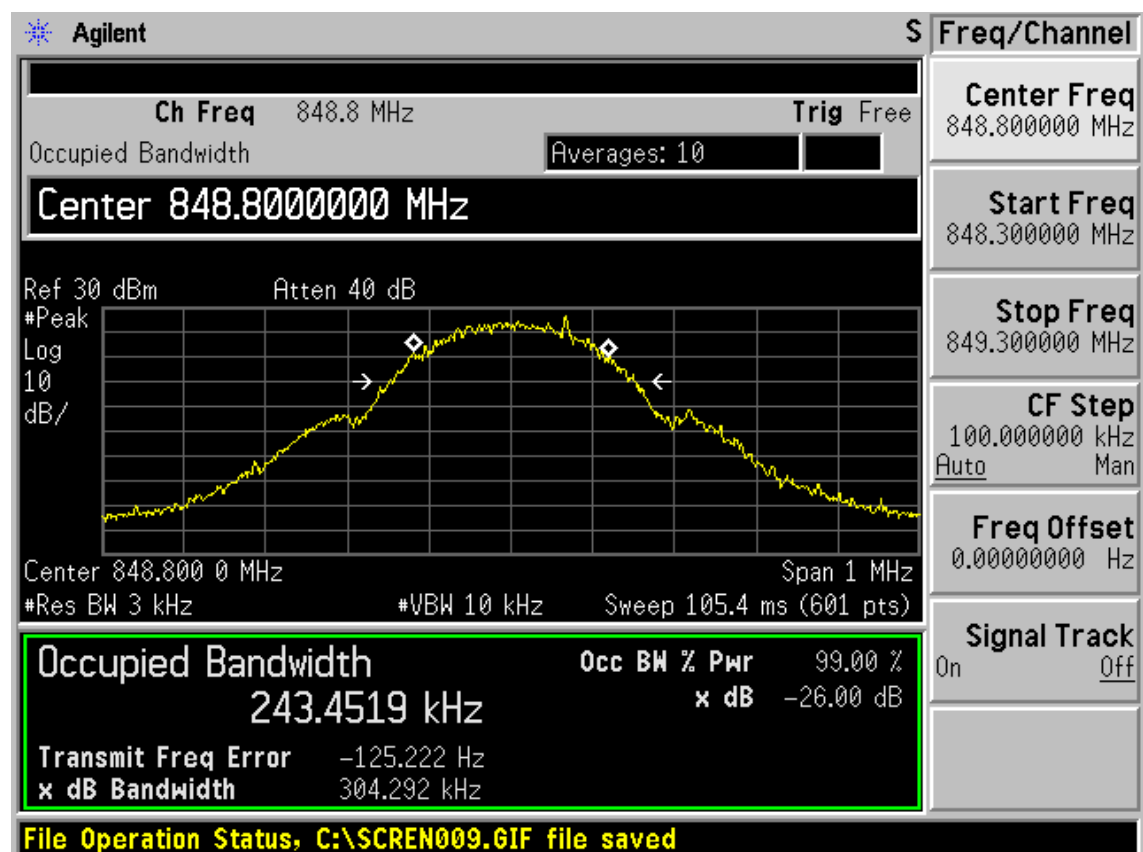 Agilent S
Freq/Channel
Ch Freq 848.8 MHz Trig Free
Occupied Bandwidth Averages: 10
Center 848.8000000 MHz
Ref 30 dBm Atten 40 dB
#Peak
Log
10
dB/
Center 848.800 0 MHz Span 1 MHz
#Res BW 3 kHz #VBW 10 kHz Sweep 105.4 ms (601 pts)
Occupied Bandwidth
243.4519 kHz
Occ BW % Pwr 99.00 %
x dB -26.00 dB
Transmit Freq Error -125.222 Hz
x dB Bandwidth 304.292 kHz
File Operation Status, C:\SCREN009.GIF file saved
Center Freq
848.800000 MHz
Start Freq
848.300000 MHz
Stop Freq
849.300000 MHz
CF Step
100.000000 kHz
Auto Man
Freq Offset
0.00000000 Hz
Signal Track
On Off